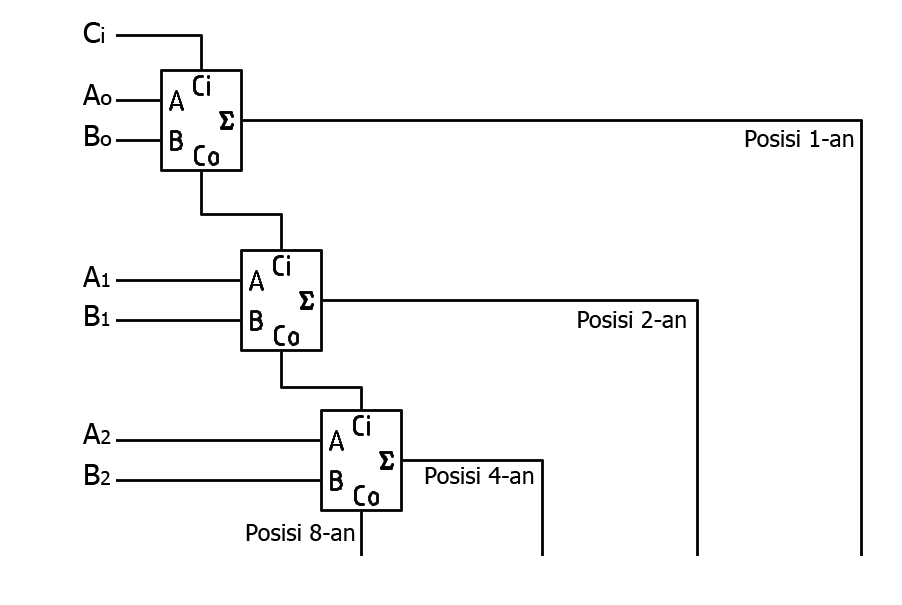 Ci
Ci
Ao
A
Σ
Bo
B
Posisi 1-an
Co
Ci
A1
A
Σ
B1
B
Posisi 2-an
Co
Ci
A2
A
Σ
B2
B
Posisi 4-an
Co
Posisi 8-an